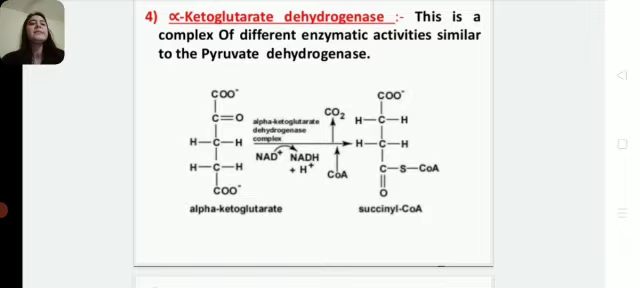 4) ∝-Ketoglutarate dehydrogenase :- This is a
complex Of different enzymatic activities similar
to the Pyruvate dehydrogenase.
COO⁻
C=O
H—C—H
H—C—H
COO⁻
alpha-ketoglutarate
alpha-ketoglutarate
dehydrogenase
complex
NAD⁺ NADH
+ H⁺
CO₂
CoA
COO⁻
H—C—H
H—C—H
C—S—CoA
O
succinyl-CoA